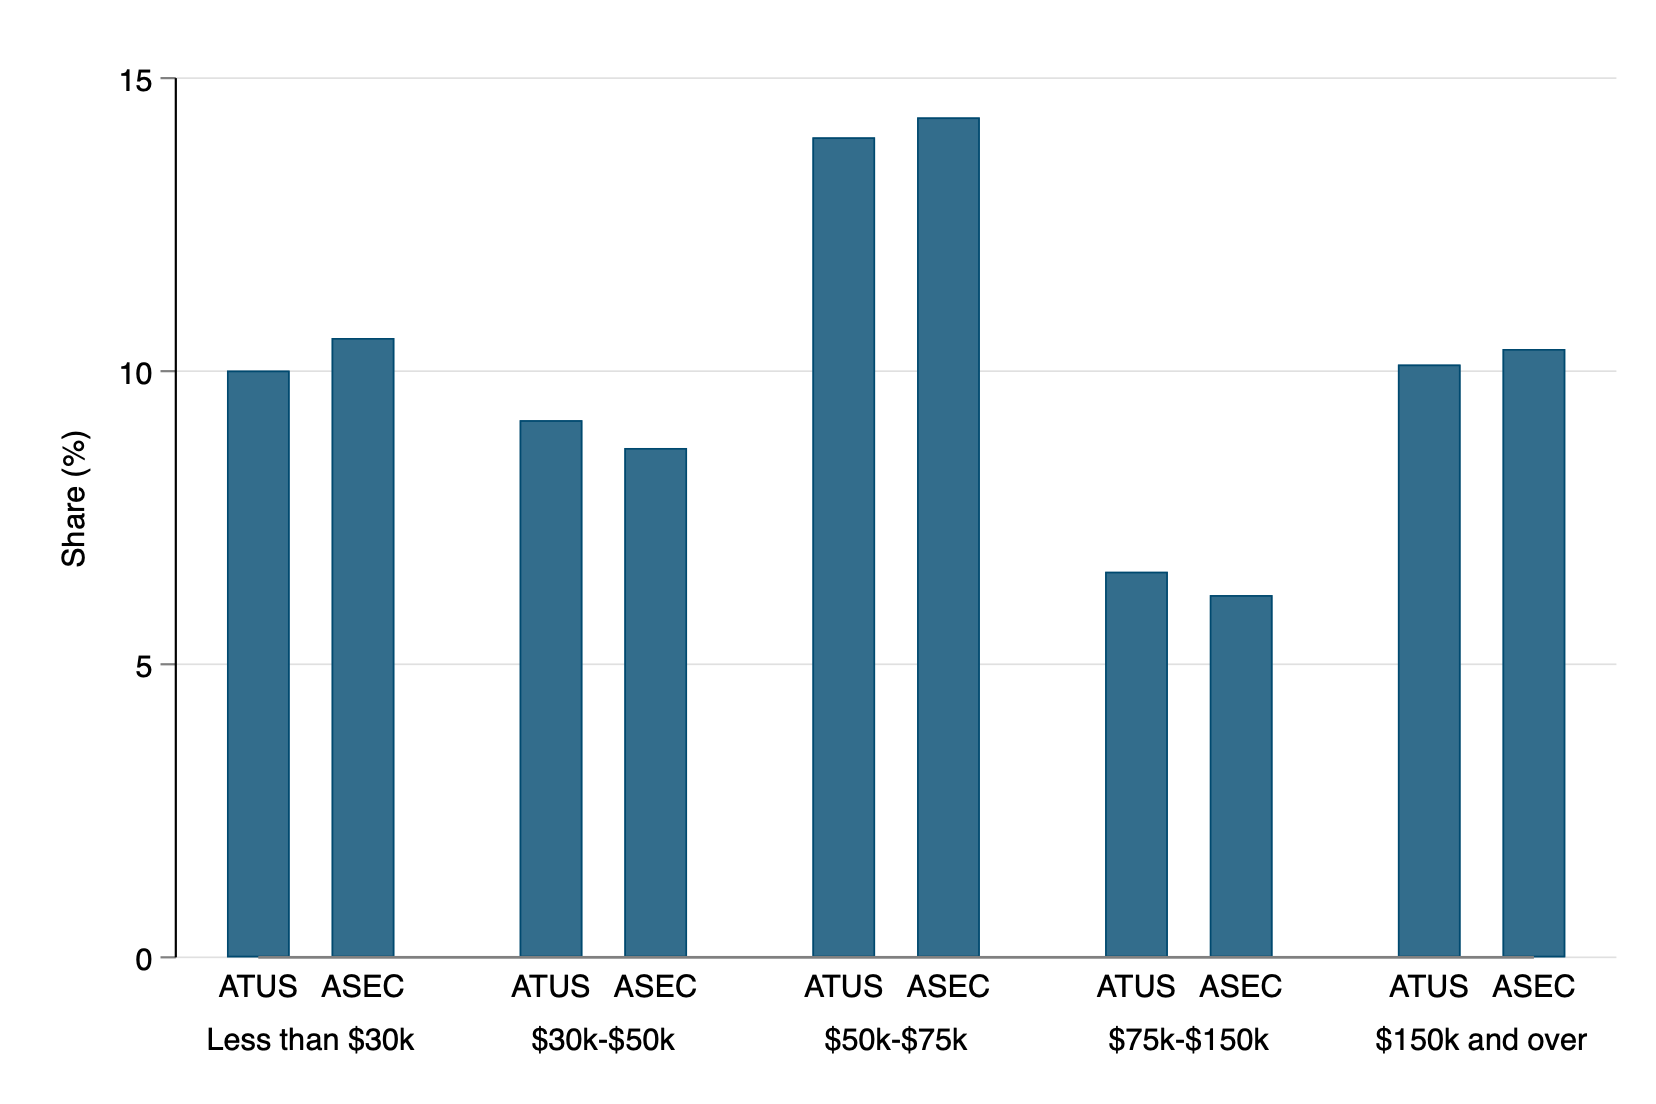 15
10
5
0
Share (%)
ATUS ASEC ATUS ASEC ATUS ASEC ATUS ASEC ATUS ASEC
Less than $30k $30k-$50k $50k-$75k $75k-$150k $150k and over